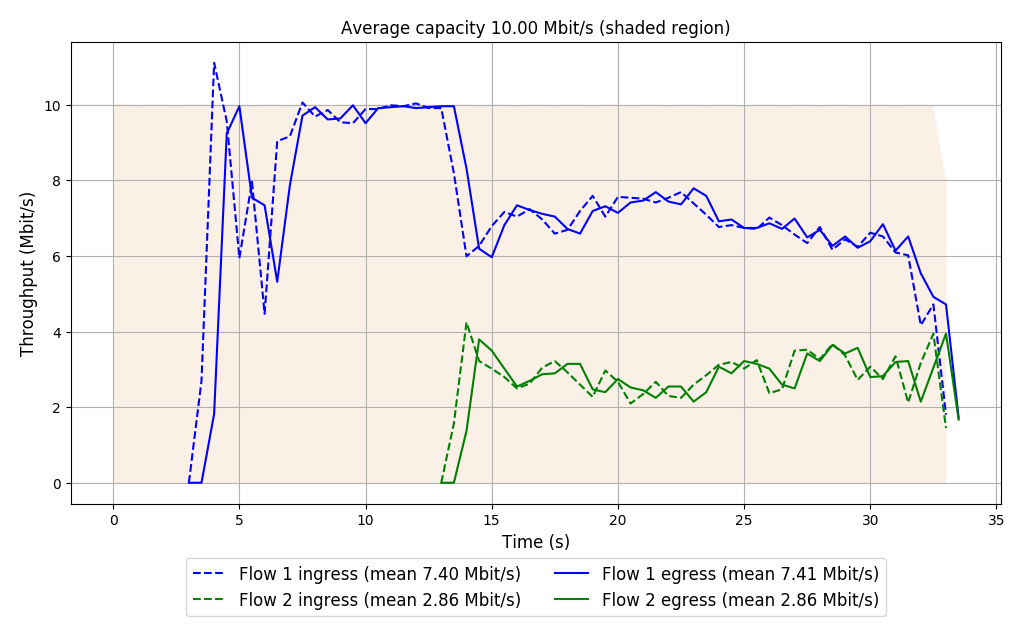 Average capacity 10.00 Mbit/s (shaded region)
Throughput (Mbit/s)
10
8
6
4
2
0
0 5 10 15 20 25 30 35
Time (s)
Flow 1 ingress (mean 7.40 Mbit/s) Flow 1 egress (mean 7.41 Mbit/s)
Flow 2 ingress (mean 2.86 Mbit/s) Flow 2 egress (mean 2.86 Mbit/s)